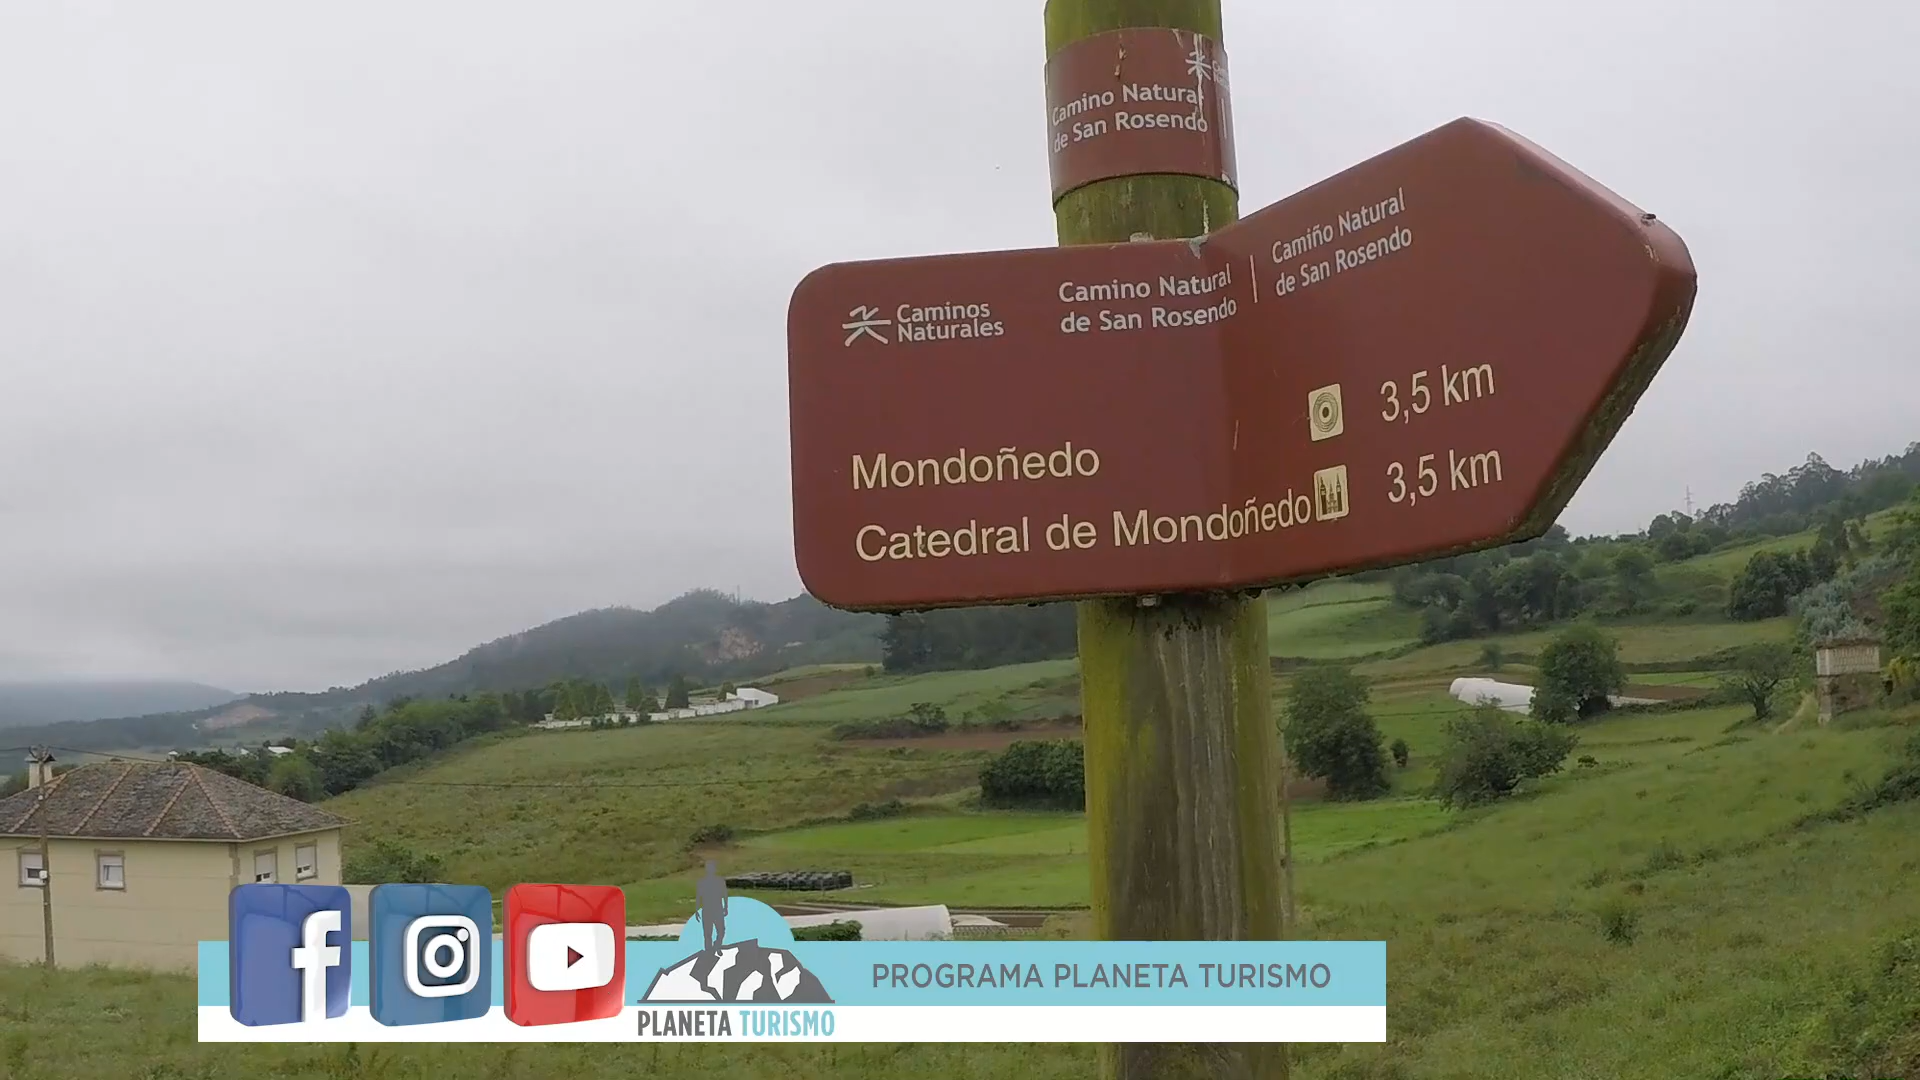 Camino Natural
de San Rosendo
Caminos
Naturales
Camino Natural
de San Rosendo
Camiño Natural
de San Rosendo
Mondoñedo 3,5 km
Catedral de Mondoñedo 3,5 km
PROGRAMA PLANETA TURISMO
PLANETA TURISMO